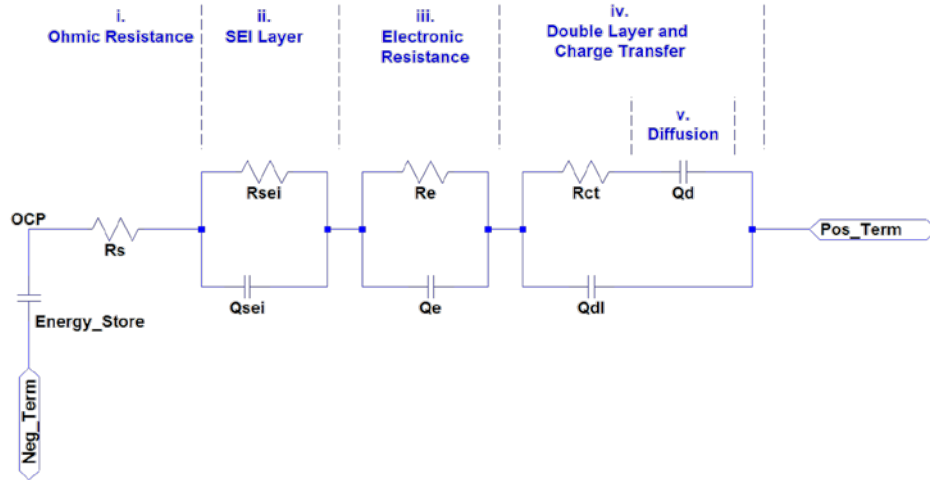 i.
Ohmic Resistance
ii.
SEI Layer
iii.
Electronic
Resistance
iv.
Double Layer and
Charge Transfer
v.
Diffusion
Rsei
Re
Rct
Qd
OCP
Rs
Pos_Term
Qsei
Qe
Qdl
Energy_Store
Neg_Term